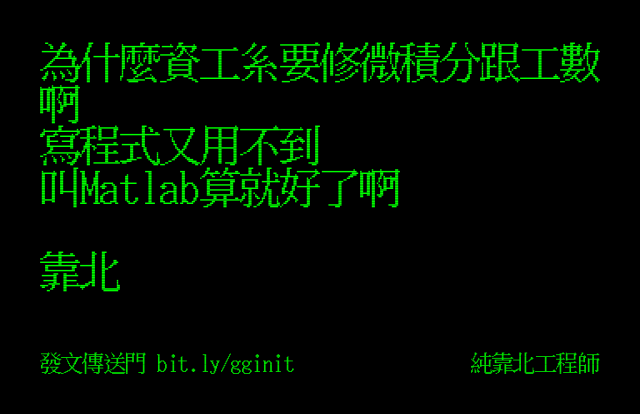 為什麼資工糸要修微積分跟工數
啊
寫程式又用不到
叫Matlab算就好了啊
靠北
發文傳送門 bit.ly/gginit
純靠北工程師